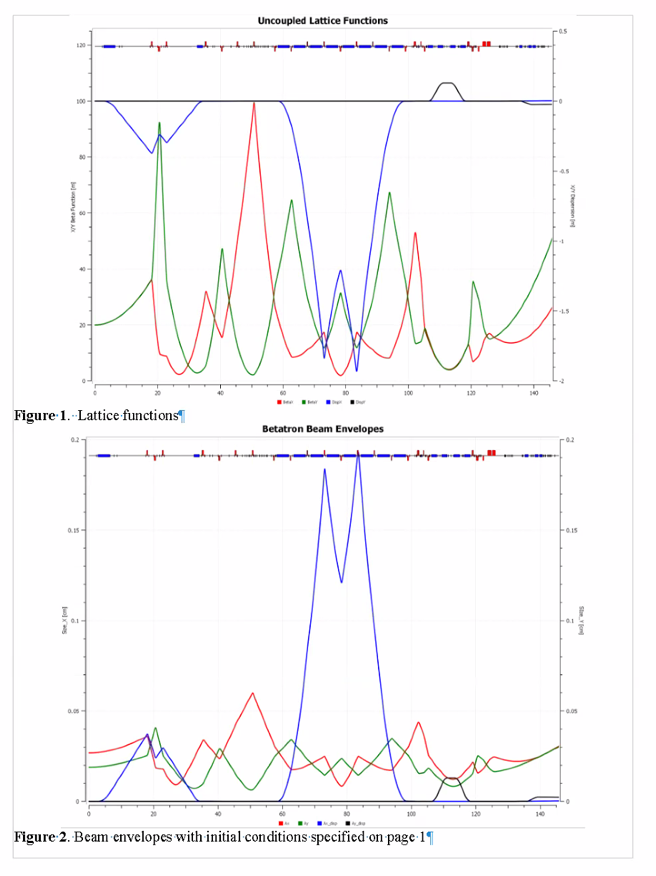 Uncoupled Lattice Functions
120
100
80
60
40
20
0
X/Y Beta Function [m]
0.5
0
-0.5
-1
-1.5
-2
X/Y Dispersion [m]
0 20 40 60 80 100 120 140
BetaX BetaY DispX DispY
Figure·1.··Lattice·functions¶
Betatron Beam Envelopes
0.2
0.15
0.1
0.05
0
Size_X [cm]
0.2
0.15
0.1
0.05
0
Size_Y [cm]
0 20 40 60 80 100 120 140
Ax Ay Ax_disp Ay_disp
Figure·2.·Beam·envelopes·with·initial·conditions·specified·on·page·1¶